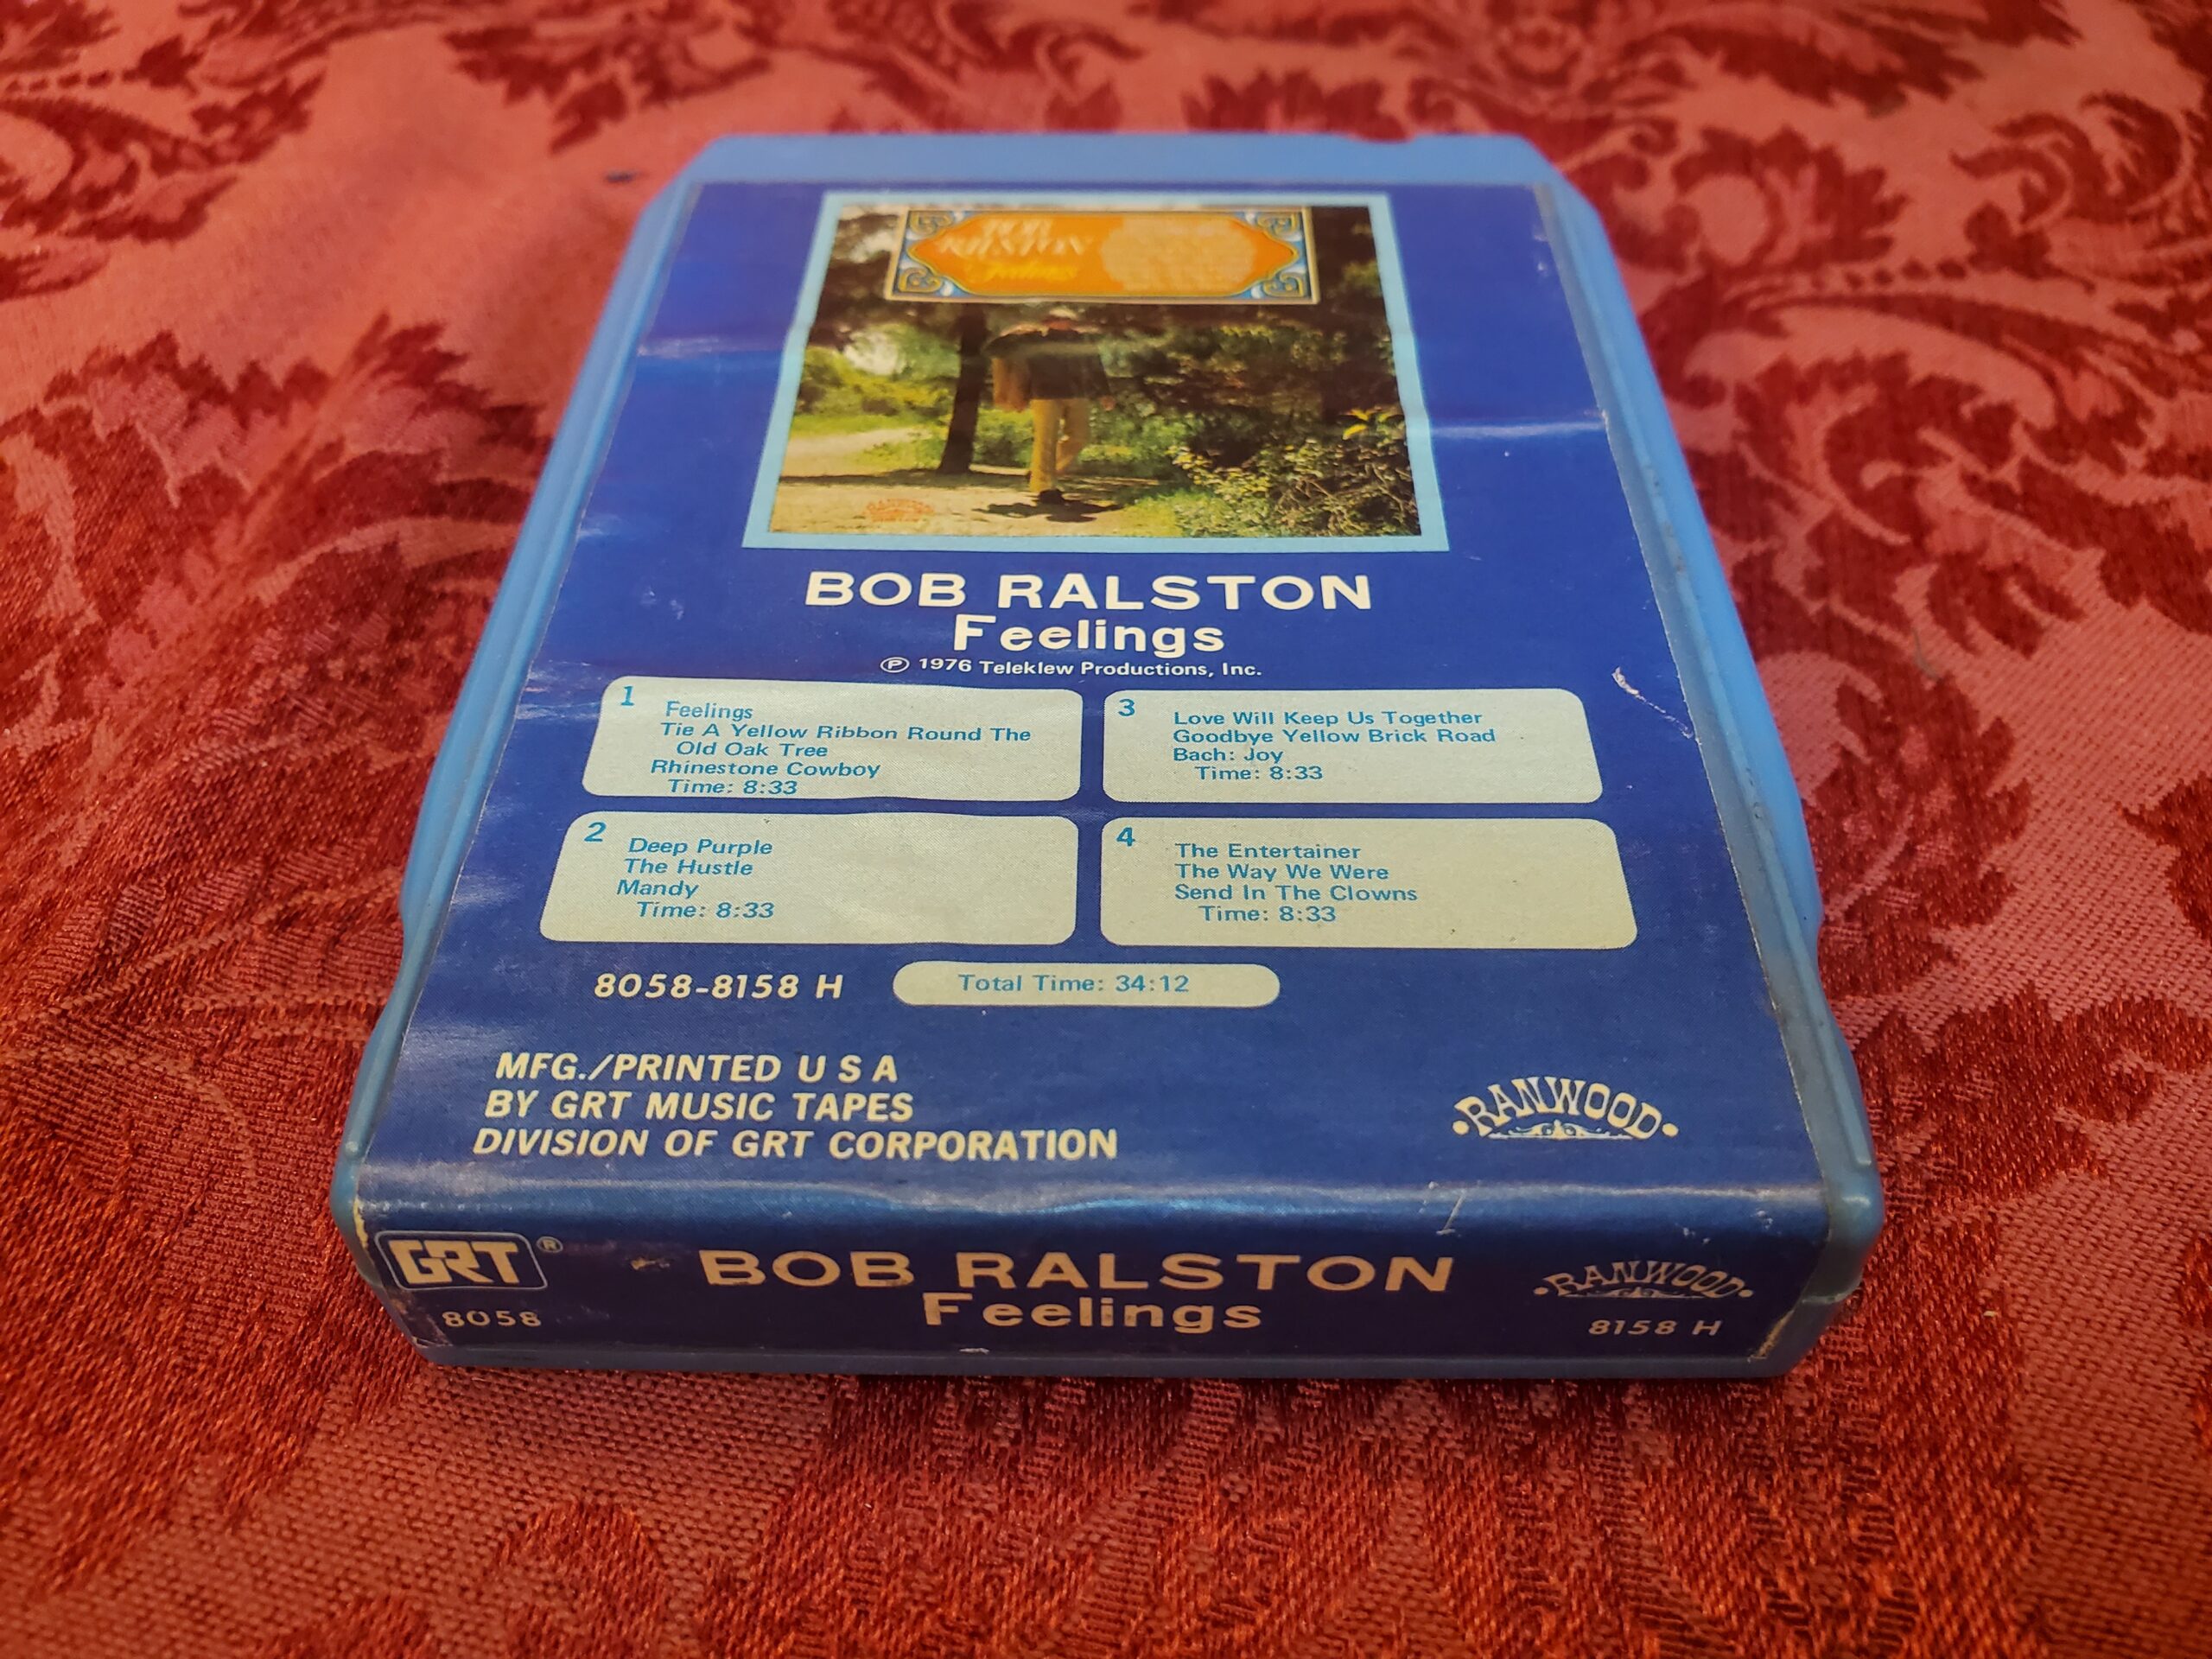 BOB
RALSTON
Feelings
BOB RALSTON
Feelings
Ⓟ 1976 Teleklew Productions, Inc.
1
Feelings
Tie A Yellow Ribbon Round The
Old Oak Tree
Rhinestone Cowboy
Time: 8:33
2
Deep Purple
The Hustle
Mandy
Time: 8:33
3
Love Will Keep Us Together
Goodbye Yellow Brick Road
Bach: Joy
Time: 8:33
4
The Entertainer
The Way We Were
Send In The Clowns
Time: 8:33
8058-8158 H
Total Time: 34:12
MFG./PRINTED U S A
BY GRT MUSIC TAPES
DIVISION OF GRT CORPORATION
•RANWOOD•
GRT®
8058
BOB RALSTON
Feelings
•RANWOOD•
8158 H